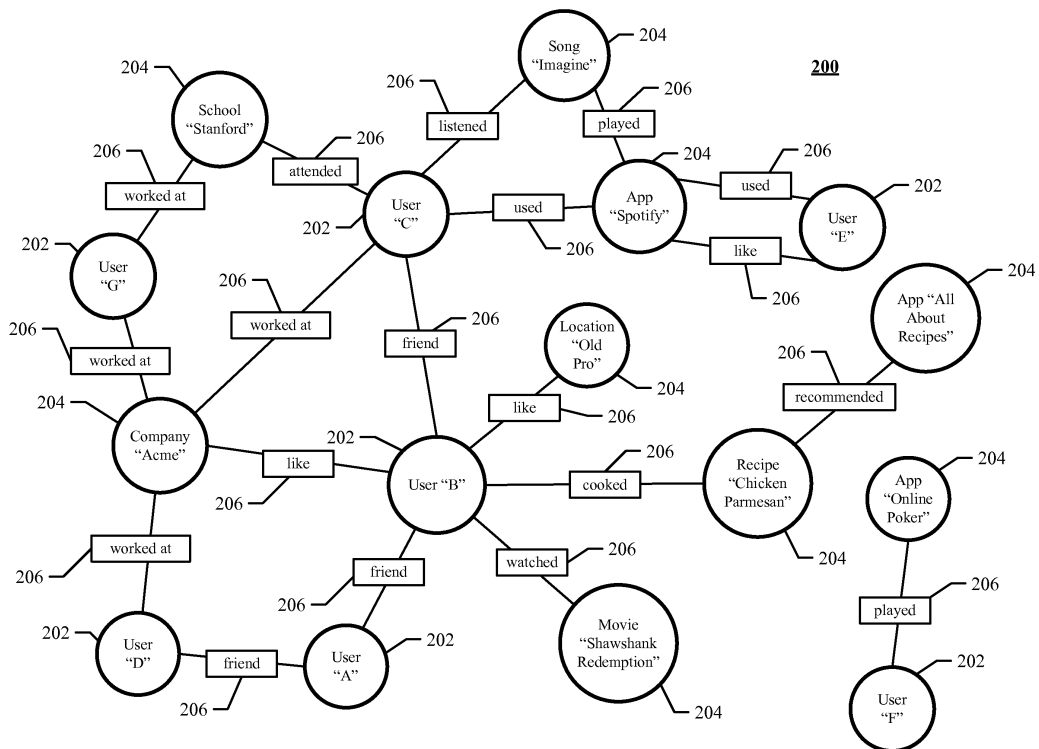 204
Song
"Imagine"
200
204
School
"Stanford"
206
listened
206
played
206
attended
206
worked at
204
206
used
202
User
"E"
User
"C"
202
used
206
App
"Spotify"
like
206
202
User
"G"
204
App "All
About
Recipes"
206
worked at
206
worked at
206
friend
Location
"Old
Pro"
204
206
recommended
204
Company
"Acme"
like
206
202
User "B"
like
206
206
cooked
Recipe
"Chicken
Parmesan"
204
204
App
"Online
Poker"
worked at
206
friend
206
watched
206
206
played
202
User
"D"
friend
206
202
User
"A"
Movie
"Shawshank
Redemption"
204
202
User
"F"